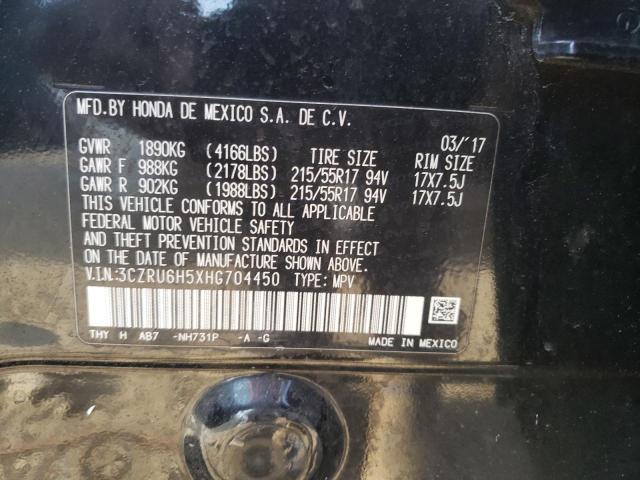 MFD.BY HONDA DE MEXICO S.A. DE C.V.
03/'17
GVWR 1890KG (4166LBS) TIRE SIZE RIM SIZE
GAWR F 988KG (2178LBS) 215/55R17 94V 17X7.5J
GAWR R 902KG (1988LBS) 215/55R17 94V 17X7.5J
THIS VEHICLE CONFORMS TO ALL APPLICABLE
FEDERAL MOTOR VEHICLE SAFETY
AND THEFT PREVENTION STANDARDS IN EFFECT
ON THE DATE OF MANUFACTURE SHOWN ABOVE.
V.I.N:3CZRU6H5XHG704450 TYPE: MPV
THY H AB7 -NH731P -A -G MADE IN MEXICO